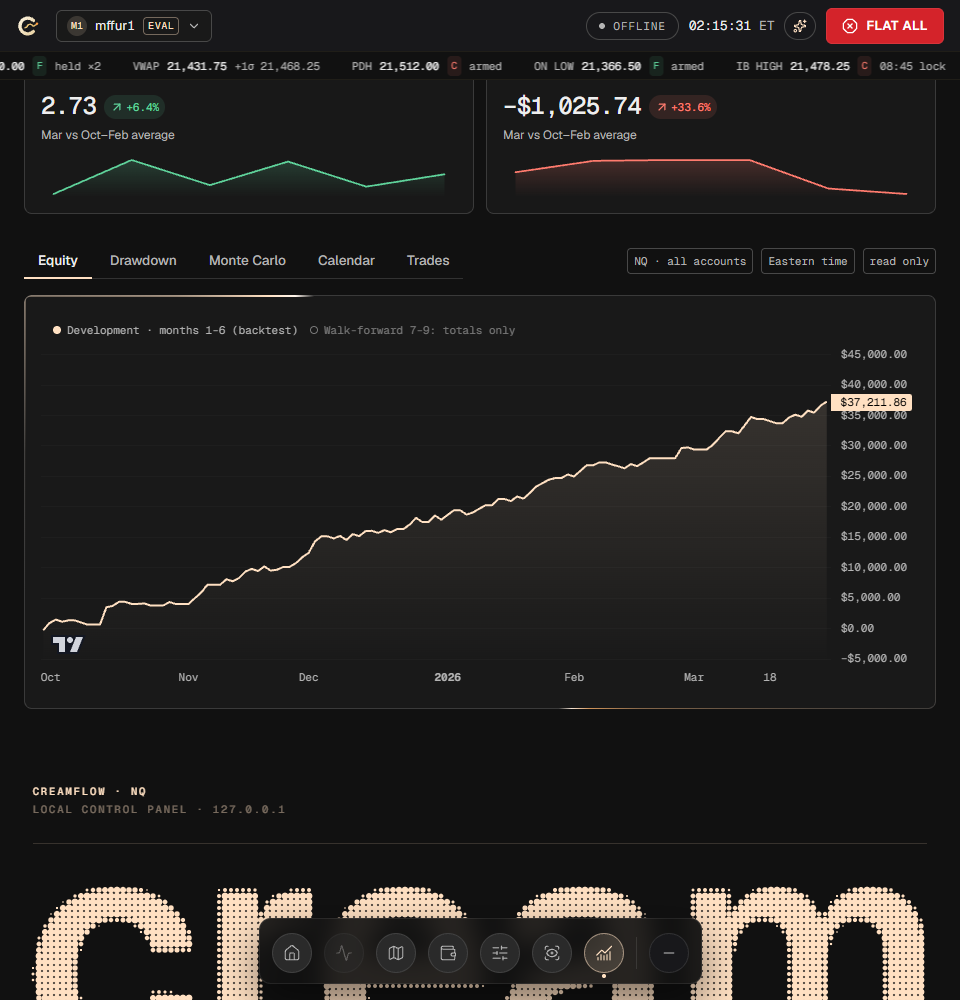 M1 mffur1 EVAL OFFLINE 02:15:31 ET FLAT ALL
0.00 F held ×2 VWAP 21,431.75 +1σ 21,468.25 PDH 21,512.00 C armed ON LOW 21,366.50 F armed IB HIGH 21,478.25 C 08:45 lock
2.73 +6.4%
Mar vs Oct–Feb average
−$1,025.74 +33.6%
Mar vs Oct–Feb average
Equity Drawdown Monte Carlo Calendar Trades NQ · all accounts Eastern time read only
Development · months 1-6 (backtest) Walk-forward 7-9: totals only
$45,000.00
$40,000.00
$37,211.86
$35,000.00
$30,000.00
$25,000.00
$20,000.00
$15,000.00
$10,000.00
$5,000.00
$0.00
−$5,000.00
Oct Nov Dec 2026 Feb Mar 18
CREAMFLOW · NQ
LOCAL CONTROL PANEL · 127.0.0.1
cream